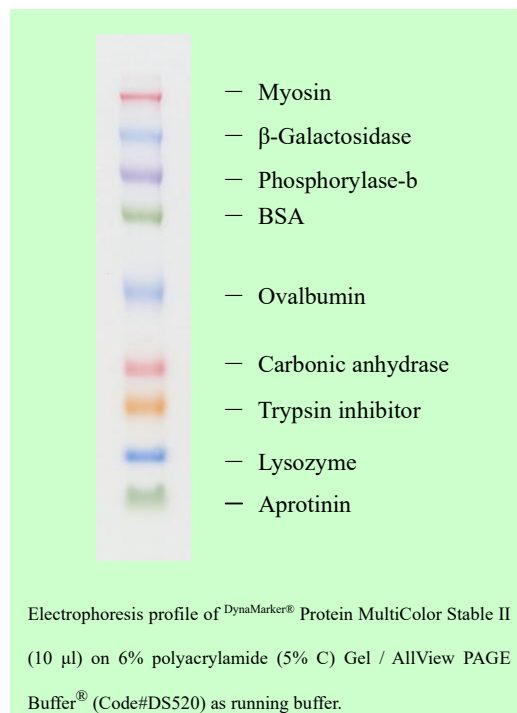 — Myosin
— β-Galactosidase
— Phosphorylase-b
— BSA
— Ovalbumin
— Carbonic anhydrase
— Trypsin inhibitor
— Lysozyme
— Aprotinin
Electrophoresis profile of DynaMarker® Protein MultiColor Stable II
(10 μl) on 6% polyacrylamide (5% C) Gel / AllView PAGE
Buffer® (Code#DS520) as running buffer.